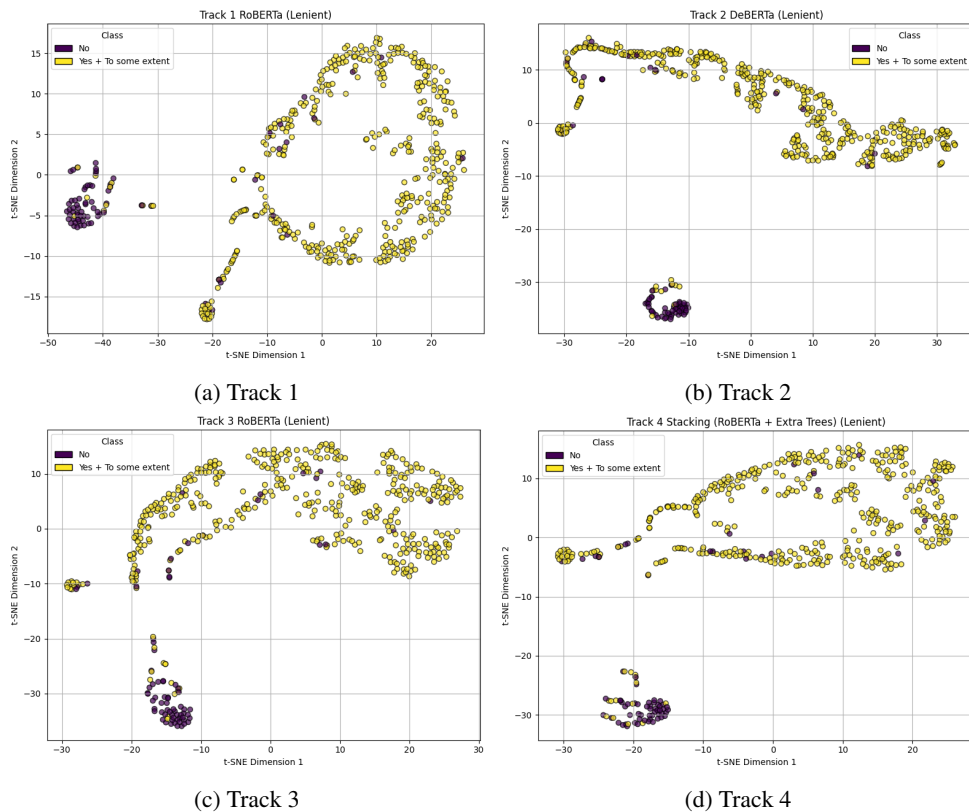 Track 1 RoBERTa (Lenient)
Class
No
Yes + To some extent
t-SNE Dimension 2
15
10
5
0
−5
−10
−15
−50
−40
−30
−20
−10
0
10
20
t-SNE Dimension 1
(a) Track 1
Track 2 DeBERTa (Lenient)
Class
No
Yes + To some extent
t-SNE Dimension 2
10
0
−10
−20
−30
−30
−20
−10
0
10
20
30
t-SNE Dimension 1
(b) Track 2
Track 3 RoBERTa (Lenient)
Class
No
Yes + To some extent
t-SNE Dimension 2
10
0
−10
−20
−30
−30
−20
−10
0
10
20
30
t-SNE Dimension 1
(c) Track 3
Track 4 Stacking (RoBERTa + Extra Trees) (Lenient)
Class
No
Yes + To some extent
t-SNE Dimension 2
10
0
−10
−20
−30
−30
−20
−10
0
10
20
t-SNE Dimension 1
(d) Track 4